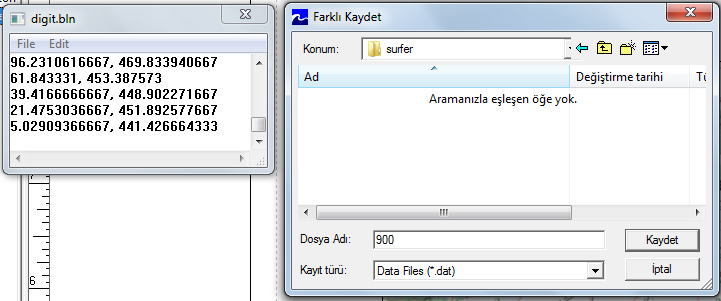 digit.bln
File Edit
96.2310616667, 469.833940667
61.843331, 453.387573
39.4166666667, 448.902271667
21.4753036667, 451.892577667
5.02909366667, 441.426664333
6
Farklı Kaydet
Konum: surfer
Ad Değiştirme tarihi Tü
Aramanızla eşleşen öğe yok.
Dosya Adı: 900 Kaydet
Kayıt türü: Data Files (*.dat) İptal